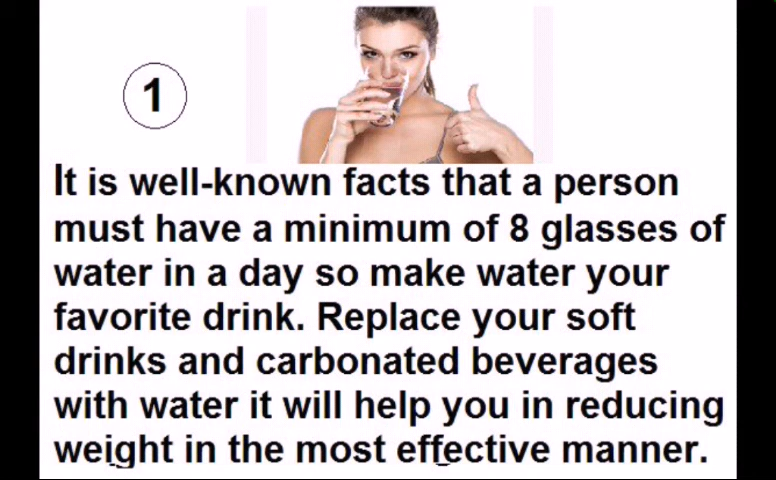 1
It is well-known facts that a person
must have a minimum of 8 glasses of
water in a day so make water your
favorite drink. Replace your soft
drinks and carbonated beverages
with water it will help you in reducing
weight in the most effective manner.